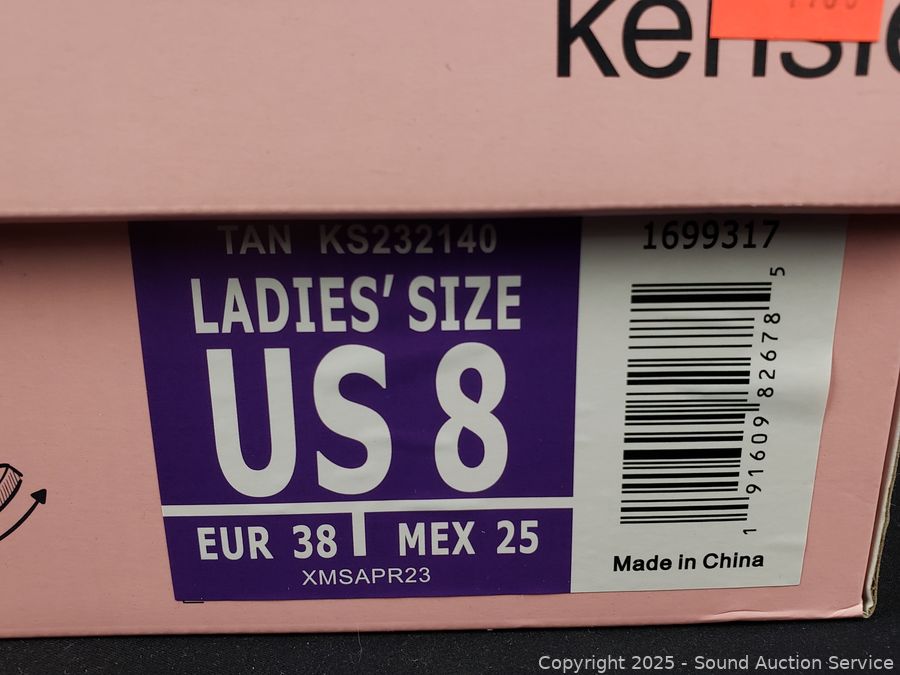 kensie
TAN KS232140
LADIES' SIZE
US 8
EUR 38
MEX 25
XMSAPR23
1699317
1 91609 82678 5
Made in China
Copyright 2025 - Sound Auction Service